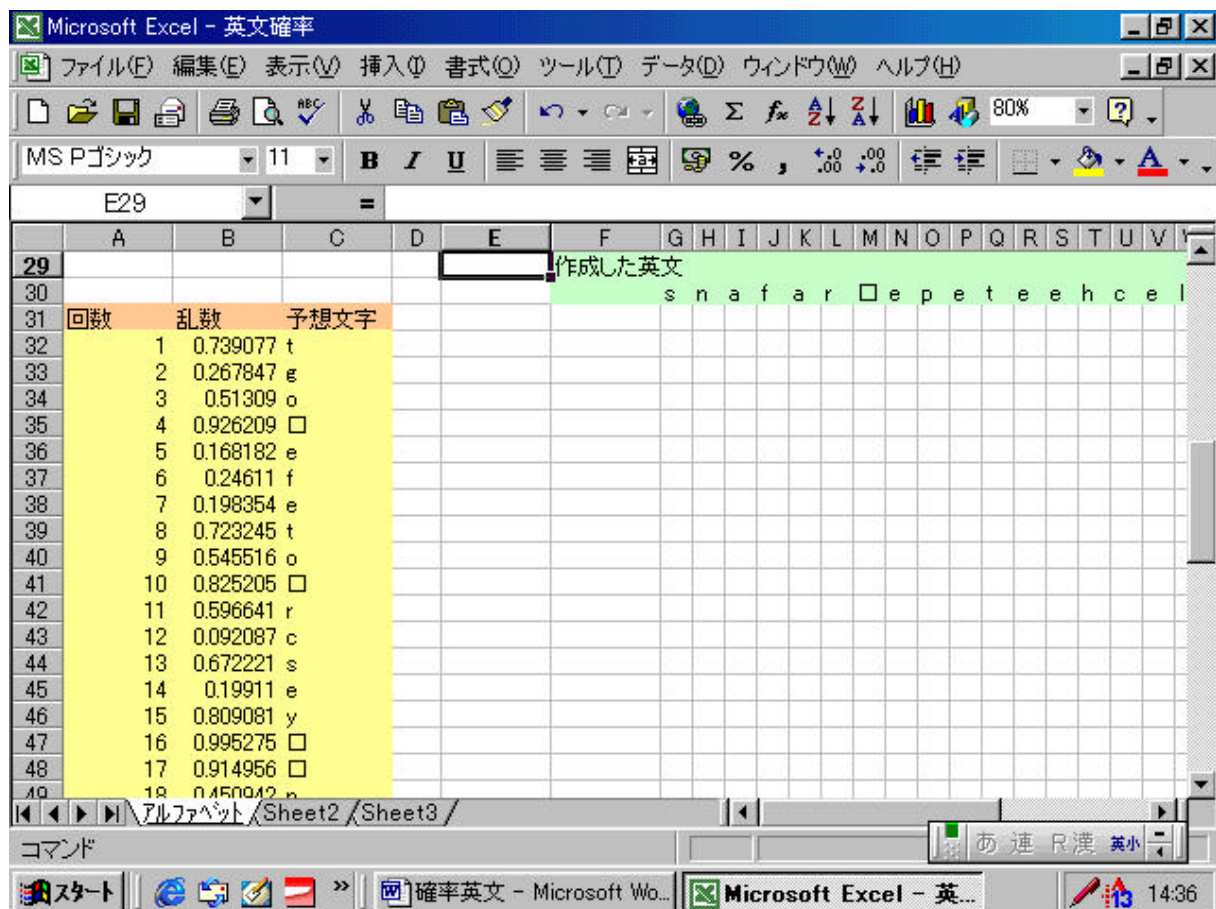 Microsoft Excel - 英文確率
ファイル(F) 編集(E) 表示(V) 挿入(I) 書式(O) ツール(T) データ(D) ウィンドウ(W) ヘルプ(H)
ABC Σ f* A Z Z A 80% ?
MS Pゴシック 11 B I U % , A
E29 =
A B C D E F G H I J K L M N O P Q R S T U V
29 作成した英文
30 s n a f a r □ e p e t e e h c e l
31 回数 乱数 予想文字
32 1 0.739077 t
33 2 0.267847 g
34 3 0.51309 o
35 4 0.926209 □
36 5 0.168182 e
37 6 0.24611 f
38 7 0.198354 e
39 8 0.723245 t
40 9 0.545516 o
41 10 0.825205 □
42 11 0.596641 r
43 12 0.092087 c
44 13 0.672221 s
45 14 0.19911 e
46 15 0.809081 y
47 16 0.995275 □
48 17 0.914956 □
49 18 0.450942 n
アルファベット Sheet2 Sheet3
コマンド
あ 連 R漢 英小
スタート » 確率英文 - Microsoft Wo... Microsoft Excel - 英... 13 14:36